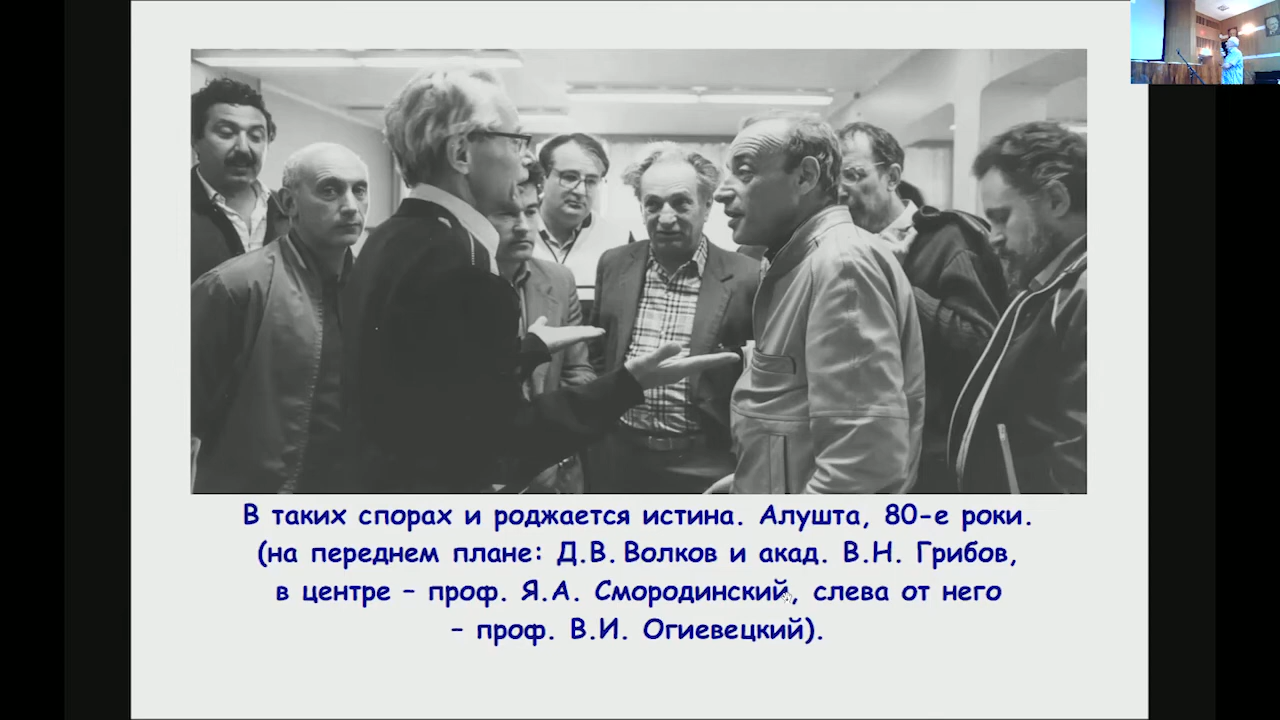 В таких спорах и роджается истина. Алушта, 80-е роки.
(на переднем плане: Д.В. Волков и акад. В.Н. Грибов,
в центре – проф. Я.А. Смородинский, слева от него
– проф. В.И. Огиевецкий).